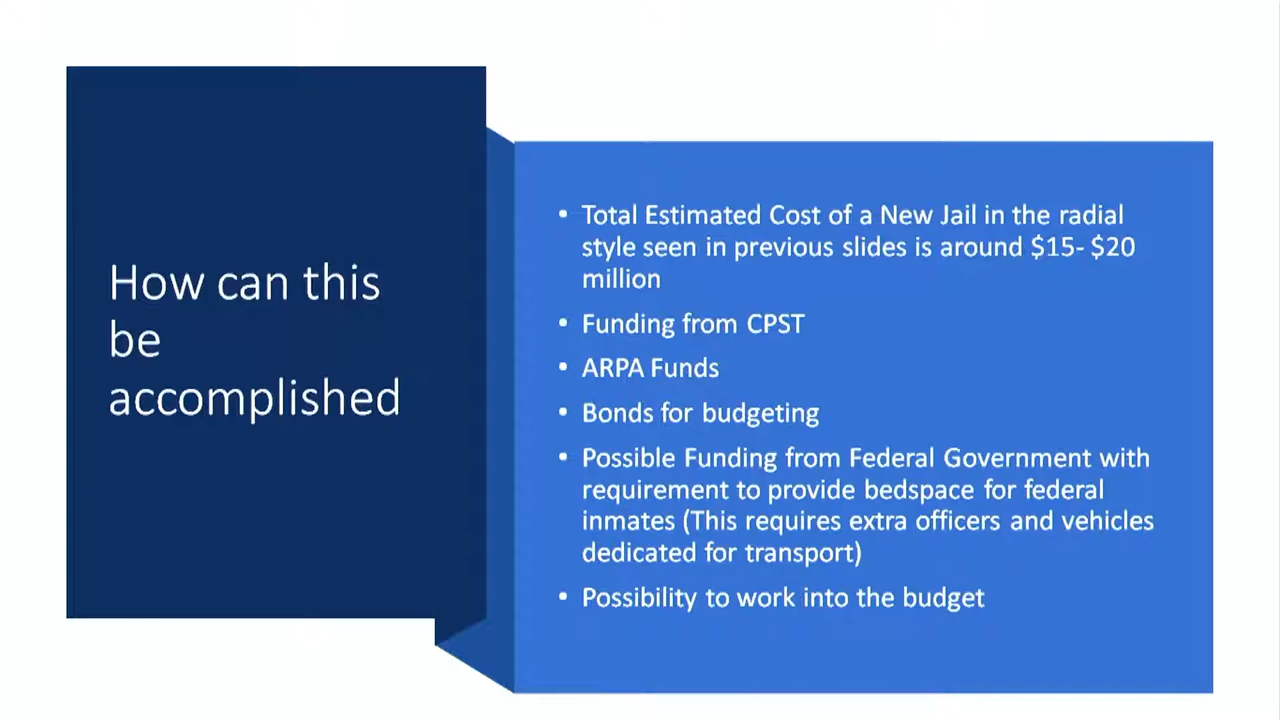 How can this
be
accomplished
• Total Estimated Cost of a New Jail in the radial
style seen in previous slides is around $15- $20
million
• Funding from CPST
• ARPA Funds
• Bonds for budgeting
• Possible Funding from Federal Government with
requirement to provide bedspace for federal
inmates (This requires extra officers and vehicles
dedicated for transport)
• Possibility to work into the budget